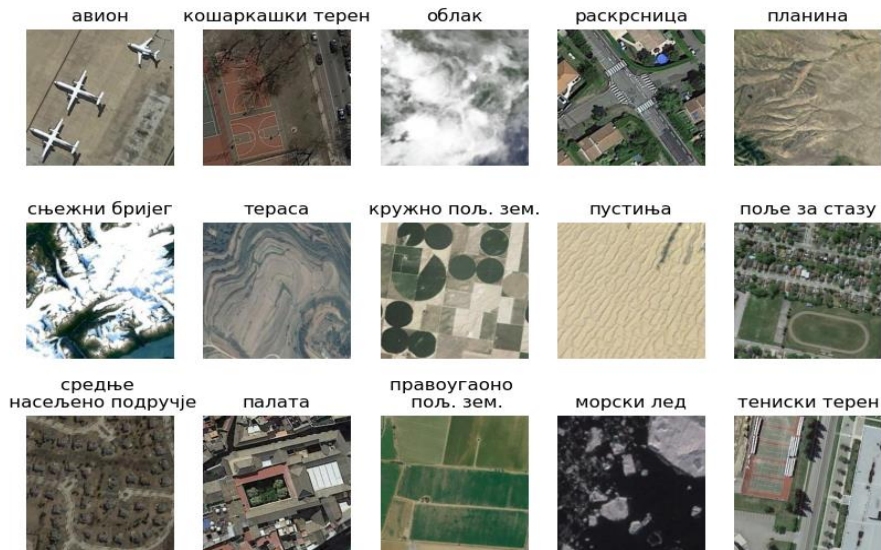 авион
кошаркашки терен
облак
раскрсница
планина
сњежни бријег
тераса
кружно пољ. зем.
пустиња
поље за стазу
средње
насељено подручје
палата
правоугаоно
пољ. зем.
морски лед
тениски терен